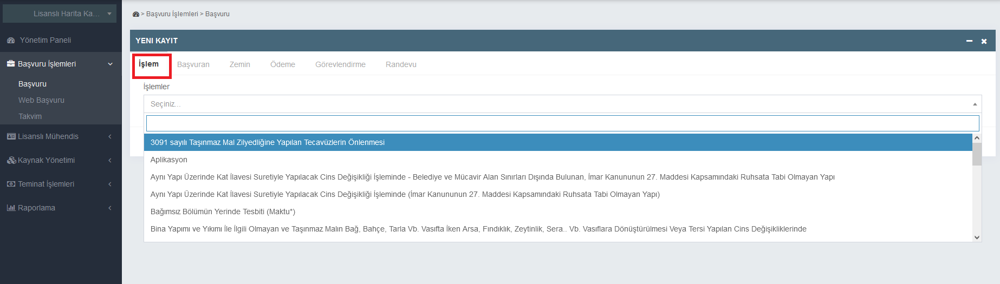 Lisanslı Harita Ka...
Yönetim Paneli
Başvuru İşlemleri
Başvuru
Web Başvuru
Takvim
Lisanslı Mühendis
Kaynak Yönetimi
Teminat İşlemleri
Raporlama
> Başvuru İşlemleri > Başvuru
YENI KAYIT
İşlem Başvuran Zemin Ödeme Görevlendirme Randevu
İşlemler
Seçiniz...
3091 sayılı Taşınmaz Mal Zilyedliğine Yapılan Tecavüzlerin Önlenmesi
Aplikasyon
Aynı Yapı Üzerinde Kat İlavesi Suretiyle Yapılacak Cins Değişikliği İşleminde - Belediye ve Mücavir Alan Sınırları Dışında Bulunan, İmar Kanununun 27. Maddesi Kapsamındaki Ruhsata Tabi Olmayan Yapı
Aynı Yapı Üzerinde Kat İlavesi Suretiyle Yapılacak Cins Değişikliği İşleminde (İmar Kanununun 27. Maddesi Kapsamındaki Ruhsata Tabi Olmayan Yapı)
Bağımsız Bölümün Yerinde Tesbiti (Maktu*)
Bina Yapımı ve Yıkımı İle İlgili Olmayan ve Taşınmaz Malın Bağ, Bahçe, Tarla Vb. Vasıfta İken Arsa, Fındıklık, Zeytinlik, Sera.. Vb. Vasıflara Dönüştürülmesi Veya Tersi Yapılan Cins Değişikliklerinde